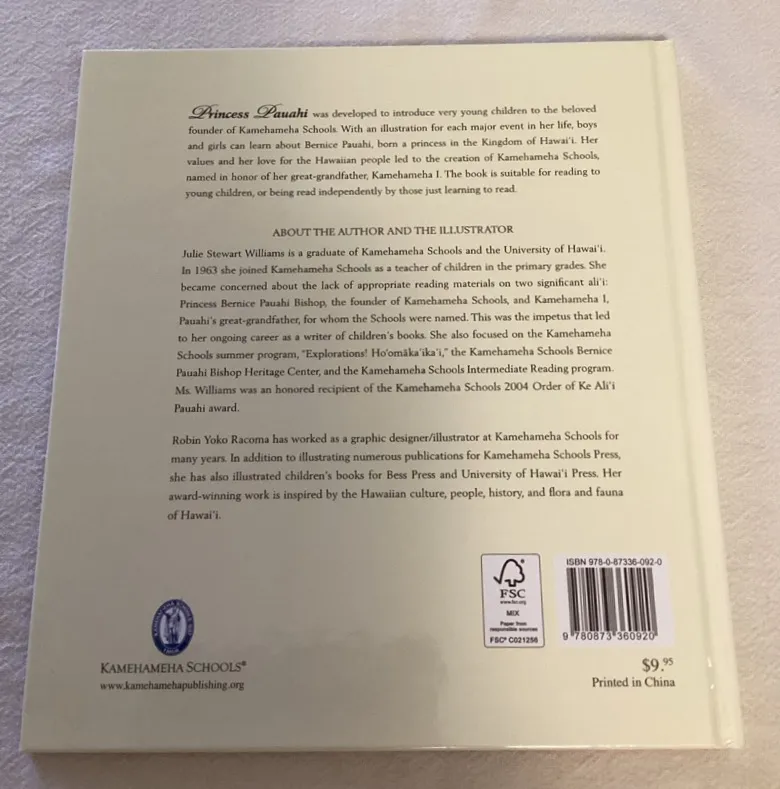 Princess Pauahi was developed to introduce very young children to the beloved
founder of Kamehameha Schools. With an illustration for each major event in her life, boys
and girls can learn about Bernice Pauahi, born a princess in the Kingdom of Hawai'i. Her
values and her love for the Hawaiian people led to the creation of Kamehameha Schools,
named in honor of her great-grandfather, Kamehameha I. The book is suitable for reading to
young children, or being read independently by those just learning to read.
ABOUT THE AUTHOR AND THE ILLUSTRATOR
Julie Stewart Williams is a graduate of Kamehameha Schools and the University of Hawai'i.
In 1963 she joined Kamehameha Schools as a teacher of children in the primary grades. She
became concerned about the lack of appropriate reading materials on two significant ali'i:
Princess Bernice Pauahi Bishop, the founder of Kamehameha Schools, and Kamehameha I,
Pauahi's great-grandfather, for whom the Schools were named. This was the impetus that led
to her ongoing career as a writer of children's books. She also focused on the Kamehameha
Schools summer program, "Explorations! Ho'omāka'ika'i," the Kamehameha Schools Bernice
Pauahi Bishop Heritage Center, and the Kamehameha Schools Intermediate Reading program.
Ms. Williams was an honored recipient of the Kamehameha Schools 2004 Order of Ke Ali'i
Pauahi award.
Robin Yoko Racoma has worked as a graphic designer/illustrator at Kamehameha Schools for
many years. In addition to illustrating numerous publications for Kamehameha Schools Press,
she has also illustrated children's books for Bess Press and University of Hawai'i Press. Her
award-winning work is inspired by the Hawaiian culture, people, history, and flora and fauna
of Hawai'i.
KAMEHAMEHA SCHOOLS®
www.kamehamehapublishing.org
FSC
www.fsc.org
MIX
Paper from
responsible sources
FSC® C021256
ISBN 978-0-87336-092-0
9 780873 360920
$9.95
Printed in China